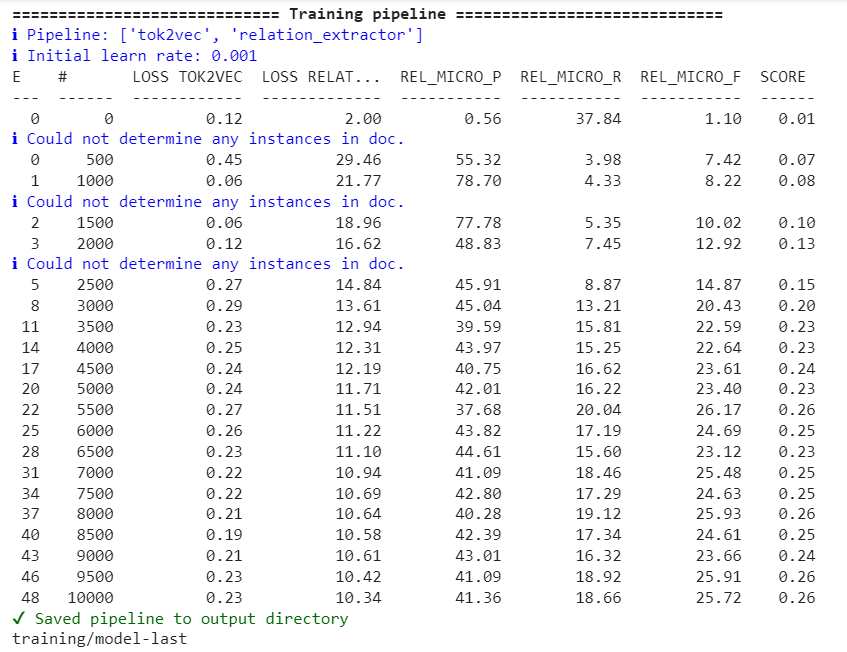 ============================= Training pipeline =============================
ℹ Pipeline: ['tok2vec', 'relation_extractor']
ℹ Initial learn rate: 0.001
E    #       LOSS TOK2VEC  LOSS RELAT...  REL_MICRO_P  REL_MICRO_R  REL_MICRO_F  SCORE
---  ------  ------------  -------------  -----------  -----------  -----------  ------
  0       0          0.12           2.00         0.56        37.84         1.10    0.01
ℹ Could not determine any instances in doc.
  0     500          0.45          29.46        55.32         3.98         7.42    0.07
  1    1000          0.06          21.77        78.70         4.33         8.22    0.08
ℹ Could not determine any instances in doc.
  2    1500          0.06          18.96        77.78         5.35        10.02    0.10
  3    2000          0.12          16.62        48.83         7.45        12.92    0.13
ℹ Could not determine any instances in doc.
  5    2500          0.27          14.84        45.91         8.87        14.87    0.15
  8    3000          0.29          13.61        45.04        13.21        20.43    0.20
 11    3500          0.23          12.94        39.59        15.81        22.59    0.23
 14    4000          0.25          12.31        43.97        15.25        22.64    0.23
 17    4500          0.24          12.19        40.75        16.62        23.61    0.24
 20    5000          0.24          11.71        42.01        16.22        23.40    0.23
 22    5500          0.27          11.51        37.68        20.04        26.17    0.26
 25    6000          0.26          11.22        43.82        17.19        24.69    0.25
 28    6500          0.23          11.10        44.61        15.60        23.12    0.23
 31    7000          0.22          10.94        41.09        18.46        25.48    0.25
 34    7500          0.22          10.69        42.80        17.29        24.63    0.25
 37    8000          0.21          10.64        40.28        19.12        25.93    0.26
 40    8500          0.19          10.58        42.39        17.34        24.61    0.25
 43    9000          0.21          10.61        43.01        16.32        23.66    0.24
 46    9500          0.23          10.42        41.09        18.92        25.91    0.26
 48   10000          0.23          10.34        41.36        18.66        25.72    0.26
✔ Saved pipeline to output directory
training/model-last